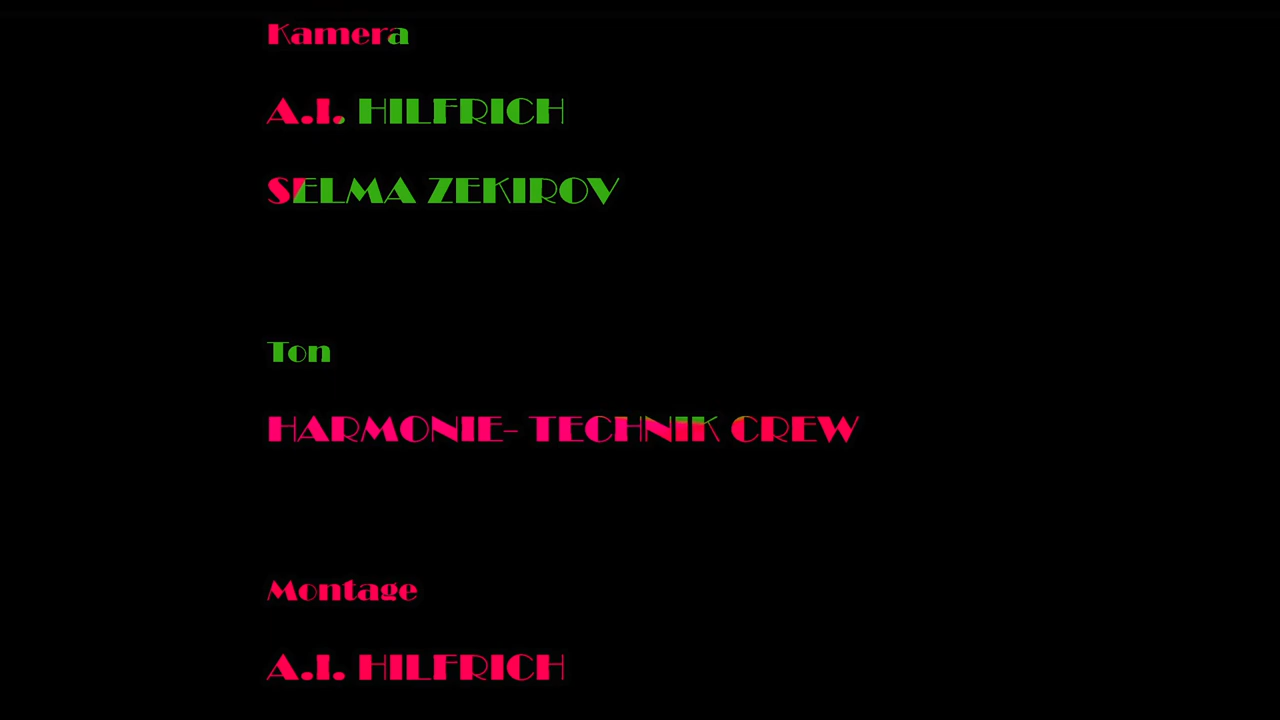 Kamera
A.I. HILFRICH
SELMA ZEKIROV
Ton
HARMONIE- TECHNIK CREW
Montage
A.I. HILFRICH